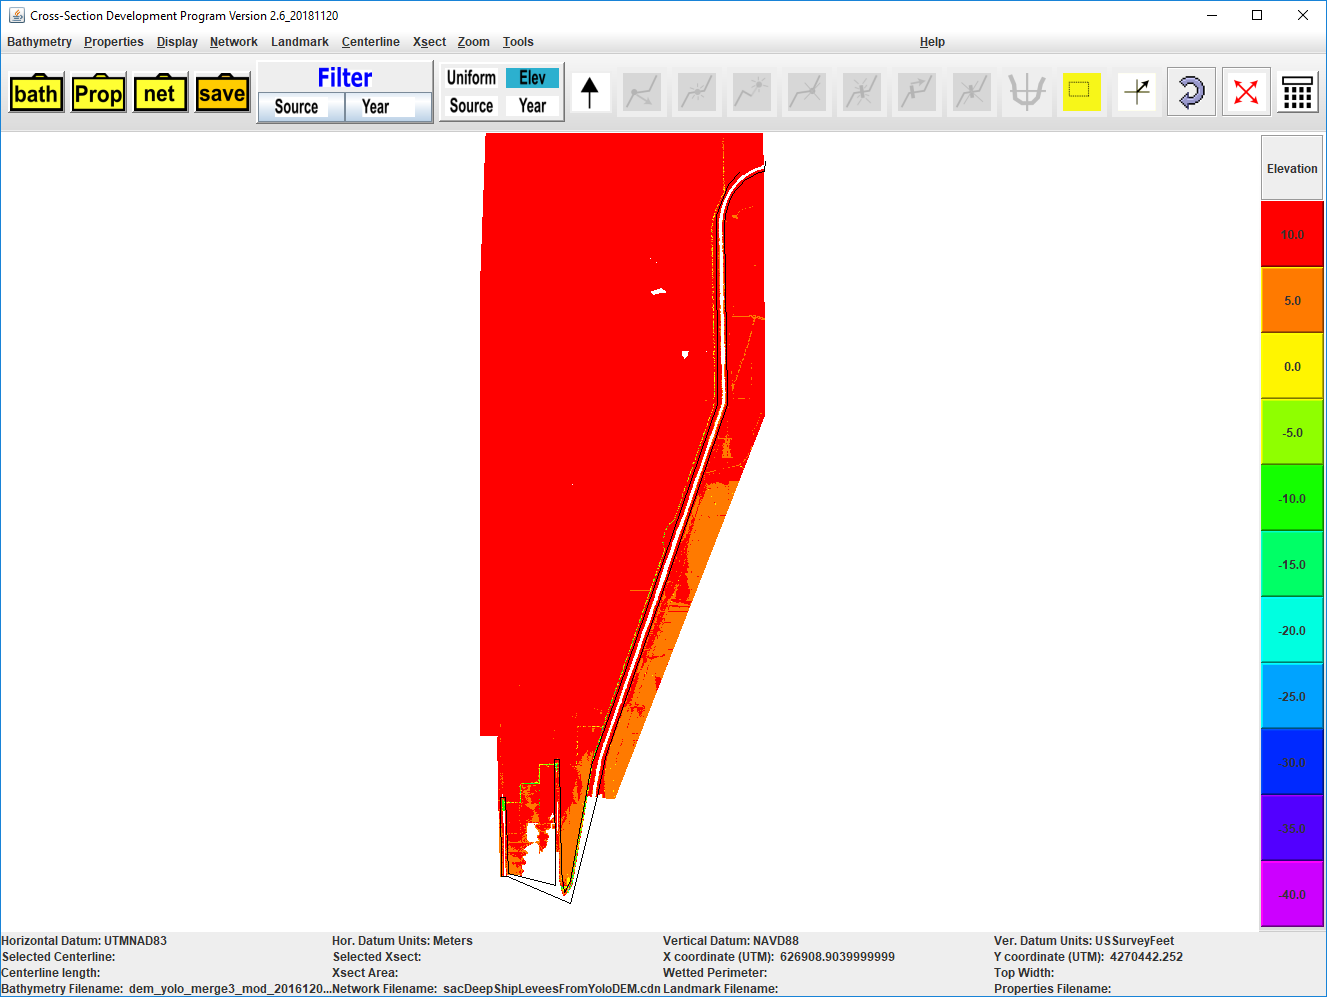 Cross-Section Development Program Version 2.6_20181120
Bathymetry Properties Display Network Landmark Centerline Xsect Zoom Tools Help
bath Prop net save Filter Source Year Uniform Elev Source Year
Elevation
10.0
5.0
0.0
-5.0
-10.0
-15.0
-20.0
-25.0
-30.0
-35.0
-40.0
Horizontal Datum: UTMNAD83 Hor. Datum Units: Meters Vertical Datum: NAVD88 Ver. Datum Units: USSurveyFeet
Selected Centerline: Selected Xsect: X coordinate (UTM): 626908.9039999999 Y coordinate (UTM): 4270442.252
Centerline length: Xsect Area: Wetted Perimeter: Top Width:
Bathymetry Filename: dem_yolo_merge3_mod_2016120... Network Filename: sacDeepShipLeveesFromYoloDEM.cdn Landmark Filename: Properties Filename: